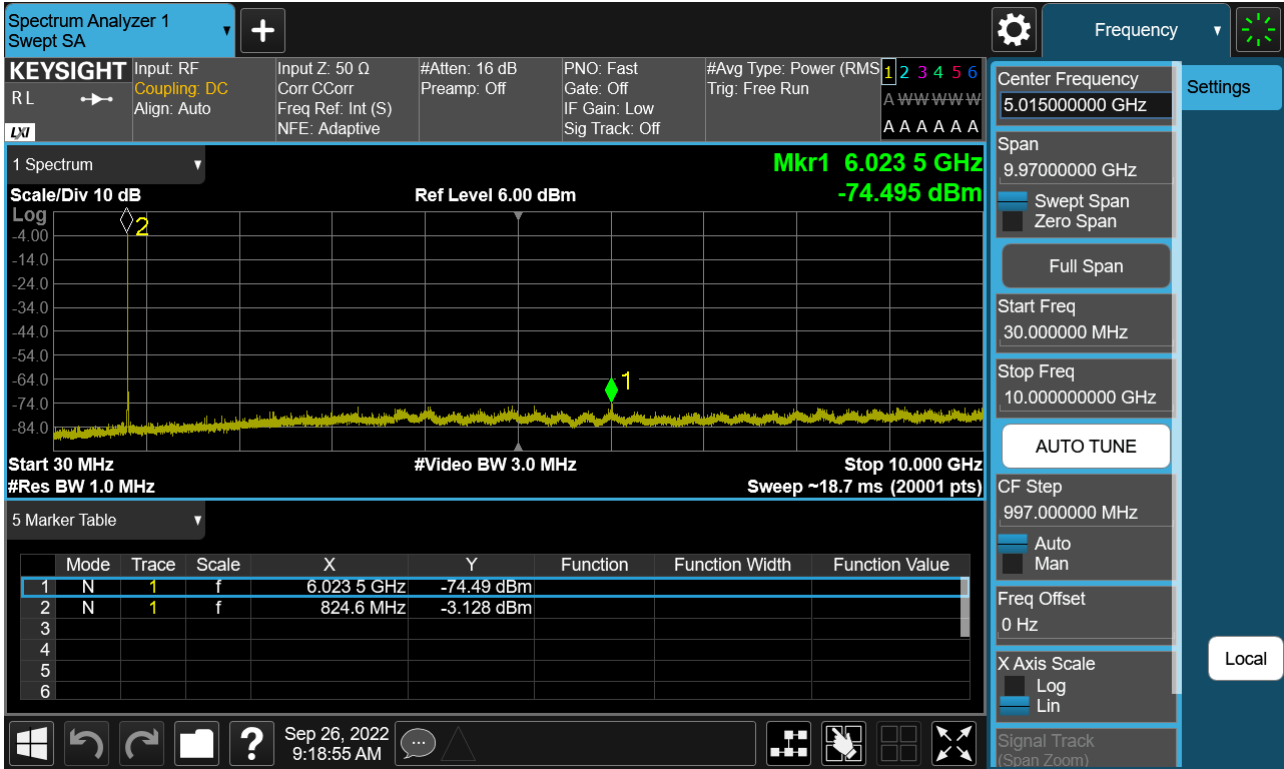 Spectrum Analyzer 1
Swept SA
Frequency
KEYSIGHT
R L
LXI
Input: RF
Coupling: DC
Align: Auto
Input Z: 50 Ω
Corr CCorr
Freq Ref: Int (S)
NFE: Adaptive
#Atten: 16 dB
Preamp: Off
PNO: Fast
Gate: Off
IF Gain: Low
Sig Track: Off
#Avg Type: Power (RMS
Trig: Free Run
1 2 3 4 5 6
A W W W W W
A A A A A A
1 Spectrum
Mkr1 6.023 5 GHz
-74.495 dBm
Scale/Div 10 dB
Ref Level 6.00 dBm
Log
-4.00
-14.0
-24.0
-34.0
-44.0
-54.0
-64.0
-74.0
-84.0
2
1
Start 30 MHz
#Video BW 3.0 MHz
Stop 10.000 GHz
#Res BW 1.0 MHz
Sweep ~18.7 ms (20001 pts)
5 Marker Table
Mode Trace Scale X Y Function Function Width Function Value
1 N 1 f 6.023 5 GHz -74.49 dBm
2 N 1 f 824.6 MHz -3.128 dBm
3
4
5
6
Sep 26, 2022
9:18:55 AM
?
Center Frequency
5.015000000 GHz
Settings
Span
9.97000000 GHz
Swept Span
Zero Span
Full Span
Start Freq
30.000000 MHz
Stop Freq
10.000000000 GHz
AUTO TUNE
CF Step
997.000000 MHz
Auto
Man
Freq Offset
0 Hz
X Axis Scale
Log
Lin
Local
Signal Track
(Span Zoom)